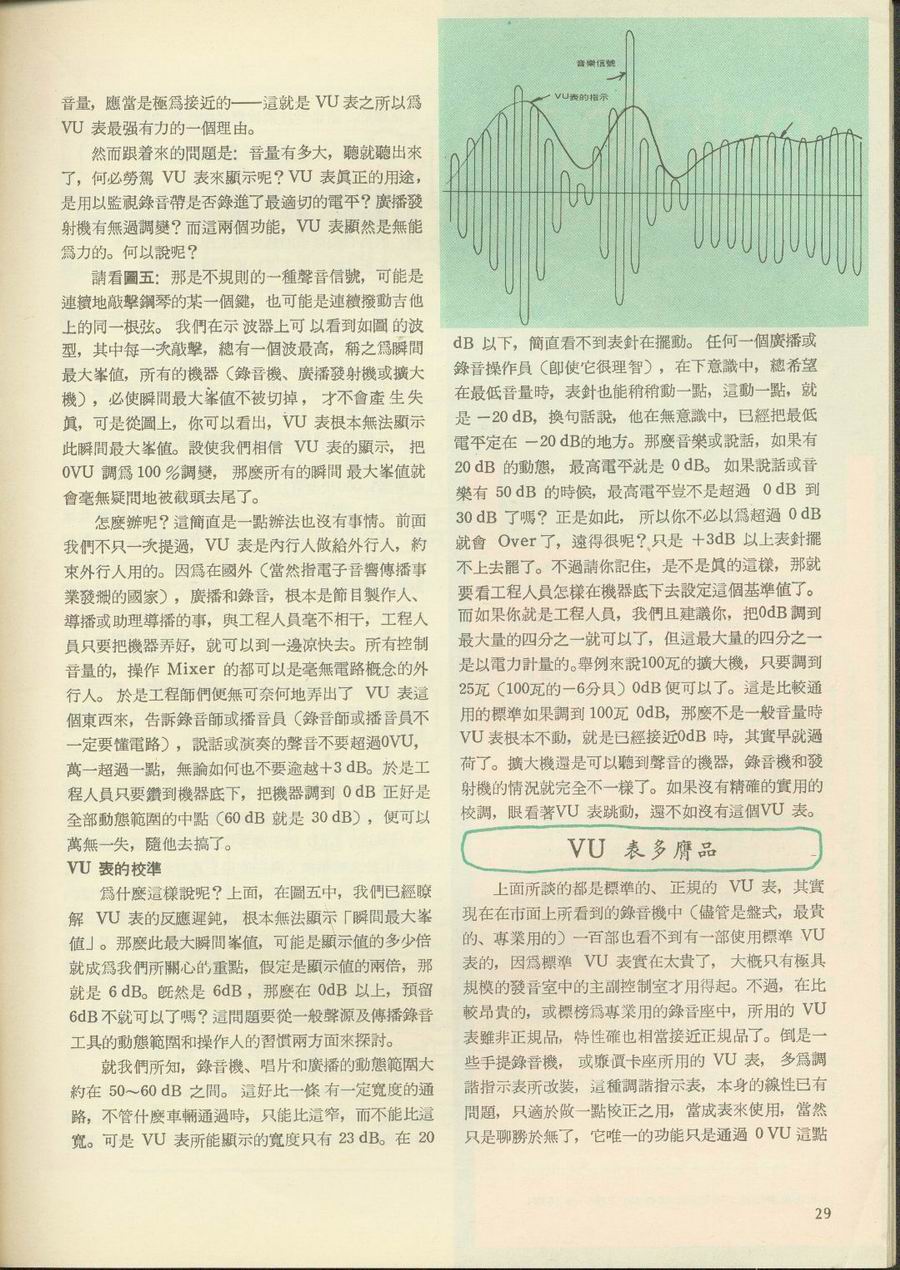 音量，應當是極爲接近的——這就是 VU 表之所以爲
VU 表最强有力的一個理由。
然而跟着來的問題是：音量有多大，聽就聽出來
了，何必勞駕 VU 表來顯示呢？VU 表眞正的用途，
是用以監視錄音帶是否錄進了最適切的電平？廣播發
射機有無過調變？而這兩個功能，VU 表顯然是無能
爲力的。何以說呢？
請看圖五：那是不規則的一種聲音信號，可能是
連續地敲擊鋼琴的某一個鍵，也可能是連續撥動吉他
上的同一根弦。我們在示波器上可以看到如圖的波
型，其中每一次敲擊，總有一個波最高，稱之爲瞬間
最大峯值，所有的機器（錄音機、廣播發射機或擴大
機），必使瞬間最大峯值不被切掉，才不會產生失
眞，可是從圖上，你可以看出，VU 表根本無法顯示
此瞬間最大峯值。設使我們相信 VU 表的顯示，把
0VU 調爲 100％調變，那麽所有的瞬間最大峯值就
會毫無疑問地被截頭去尾了。
怎麽辦呢？這簡直是一點辦法也沒有事情。前面
我們不只一次提過，VU 表是內行人做給外行人，約
束外行人用的。因爲在國外（當然指電子音響傳播事
業發達的國家），廣播和錄音，根本是節目製作人、
導播或助理導播的事，與工程人員毫不相干，工程人
員只要把機器弄好，就可以到一邊凉快去。所有控制
音量的，操作 Mixer 的都可以是毫無電路概念的外
行人。於是工程師們便無可奈何地弄出了 VU 表這
個東西來，告訴錄音師或播音員（錄音師或播音員不
一定要懂電路），說話或演奏的聲音不要超過0VU，
萬一超過一點，無論如何也不要逾越＋3 dB。於是工
程人員只要鑽到機器底下，把機器調到 0 dB 正好是
全部動態範圍的中點（60 dB 就是 30 dB），便可以
萬無一失，隨他去搞了。
VU 表的校準
爲什麽這樣說呢？上面，在圖五中，我們已經瞭
解 VU 表的反應遲鈍，根本無法顯示「瞬間最大峯
值」。那麽此最大瞬間峯值，可能是顯示值的多少倍
就成爲我們所關心的重點，假定是顯示值的兩倍，那
就是 6 dB。旣然是 6dB，那麽在 0dB 以上，預留
6dB 不就可以了嗎？這問題要從一般聲源及傳播錄音
工具的動態範圍和操作人的習慣兩方面來探討。
就我們所知，錄音機、唱片和廣播的動態範圍大
約在 50～60 dB 之間。這好比一條有一定寬度的通
路，不管什麽車輛通過時，只能比這窄，而不能比這
寬。可是 VU 表所能顯示的寬度只有 23 dB。在 20
音樂信號
VU表的指示
dB 以下，簡直看不到表針在擺動。任何一個廣播或
錄音操作員（卽使它很理智），在下意識中，總希望
在最低音量時，表針也能稍稍動一點，這動一點，就
是 －20 dB，換句話說，他在無意識中，已經把最低
電平定在 －20 dB的地方。那麽音樂或說話，如果有
20 dB 的動態，最高電平就是 0 dB。如果說話或音
樂有 50 dB 的時候，最高電平豈不是超過 0 dB 到
30 dB 了嗎？正是如此，所以你不必以爲超過 0 dB
就會 Over 了，遠得很呢？只是 ＋3dB 以上表針擺
不上去罷了。不過請你記住，是不是眞的這樣，那就
要看工程人員怎樣在機器底下去設定這個基準值了。
而如果你就是工程人員，我們且建議你，把0dB 調到
最大量的四分之一就可以了，但這最大量的四分之一
是以電力計量的。舉例來說100瓦的擴大機，只要調到
25瓦（100瓦的－6分貝）0dB 便可以了。這是比較通
用的標準如果調到 100瓦 0dB，那麽不是一般音量時
VU 表根本不動，就是已經接近0dB 時，其實早就過
荷了。擴大機還是可以聽到聲音的機器，錄音機和發
射機的情況就完全不一樣了。如果沒有精確的實用的
校調，眼看著VU 表跳動，還不如沒有這個VU 表。
VU 表多贋品
上面所談的都是標準的、正規的 VU 表，其實
現在在市面上所看到的錄音機中（儘管是盤式，最貴
的、專業用的）一百部也看不到有一部使用標準 VU
表的，因爲標準 VU 表實在太貴了，大概只有極具
規模的發音室中的主副控制室才用得起。不過，在比
較昂貴的，或標榜爲專業用的錄音座中，所用的 VU
表雖非正規品，特性確也相當接近正規品了。倒是一
些手提錄音機，或廉價卡座所用的 VU 表，多爲調
諧指示表所改裝，這種調諧指示表，本身的線性已有
問題，只適於做一點校正之用，當成表來使用，當然
只是聊勝於無了，它唯一的功能只是通過 0 VU 這點
29